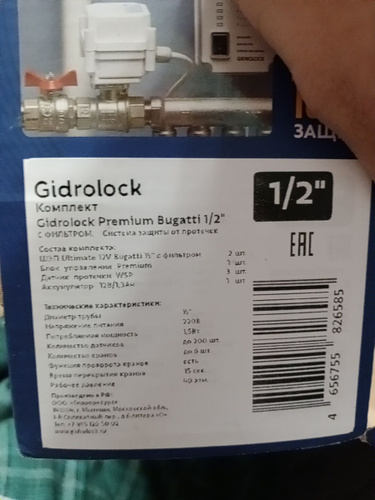 GIDROLOCK
ЗАЩ
Gidrolock
1/2"
Комплект
Gidrolock Premium Bugatti 1/2"
с ФИЛЬТРОМ. Система защиты от протечек
EAC
Состав комплекта:
Ultimate 12V Bugatti ½" с фильтром 2 шт.
Блок управления Premium 1 шт.
Датчик протечки WSP 3 шт.
Аккумулятор 12В/1,3Ач 1 шт.
Технические характеристики:
Диаметр трубы ½"
Напряжение питания 220В
Потребляемая мощность 1,5Вт
Количество датчиков до 200 шт.
Количество кранов
Функция проворота кранов есть
Время перекрытия кранов 15 сек.
Рабочее давление 40 атм.
Произведено в РФ:
www.gidrolock.ru
4 656755 826585